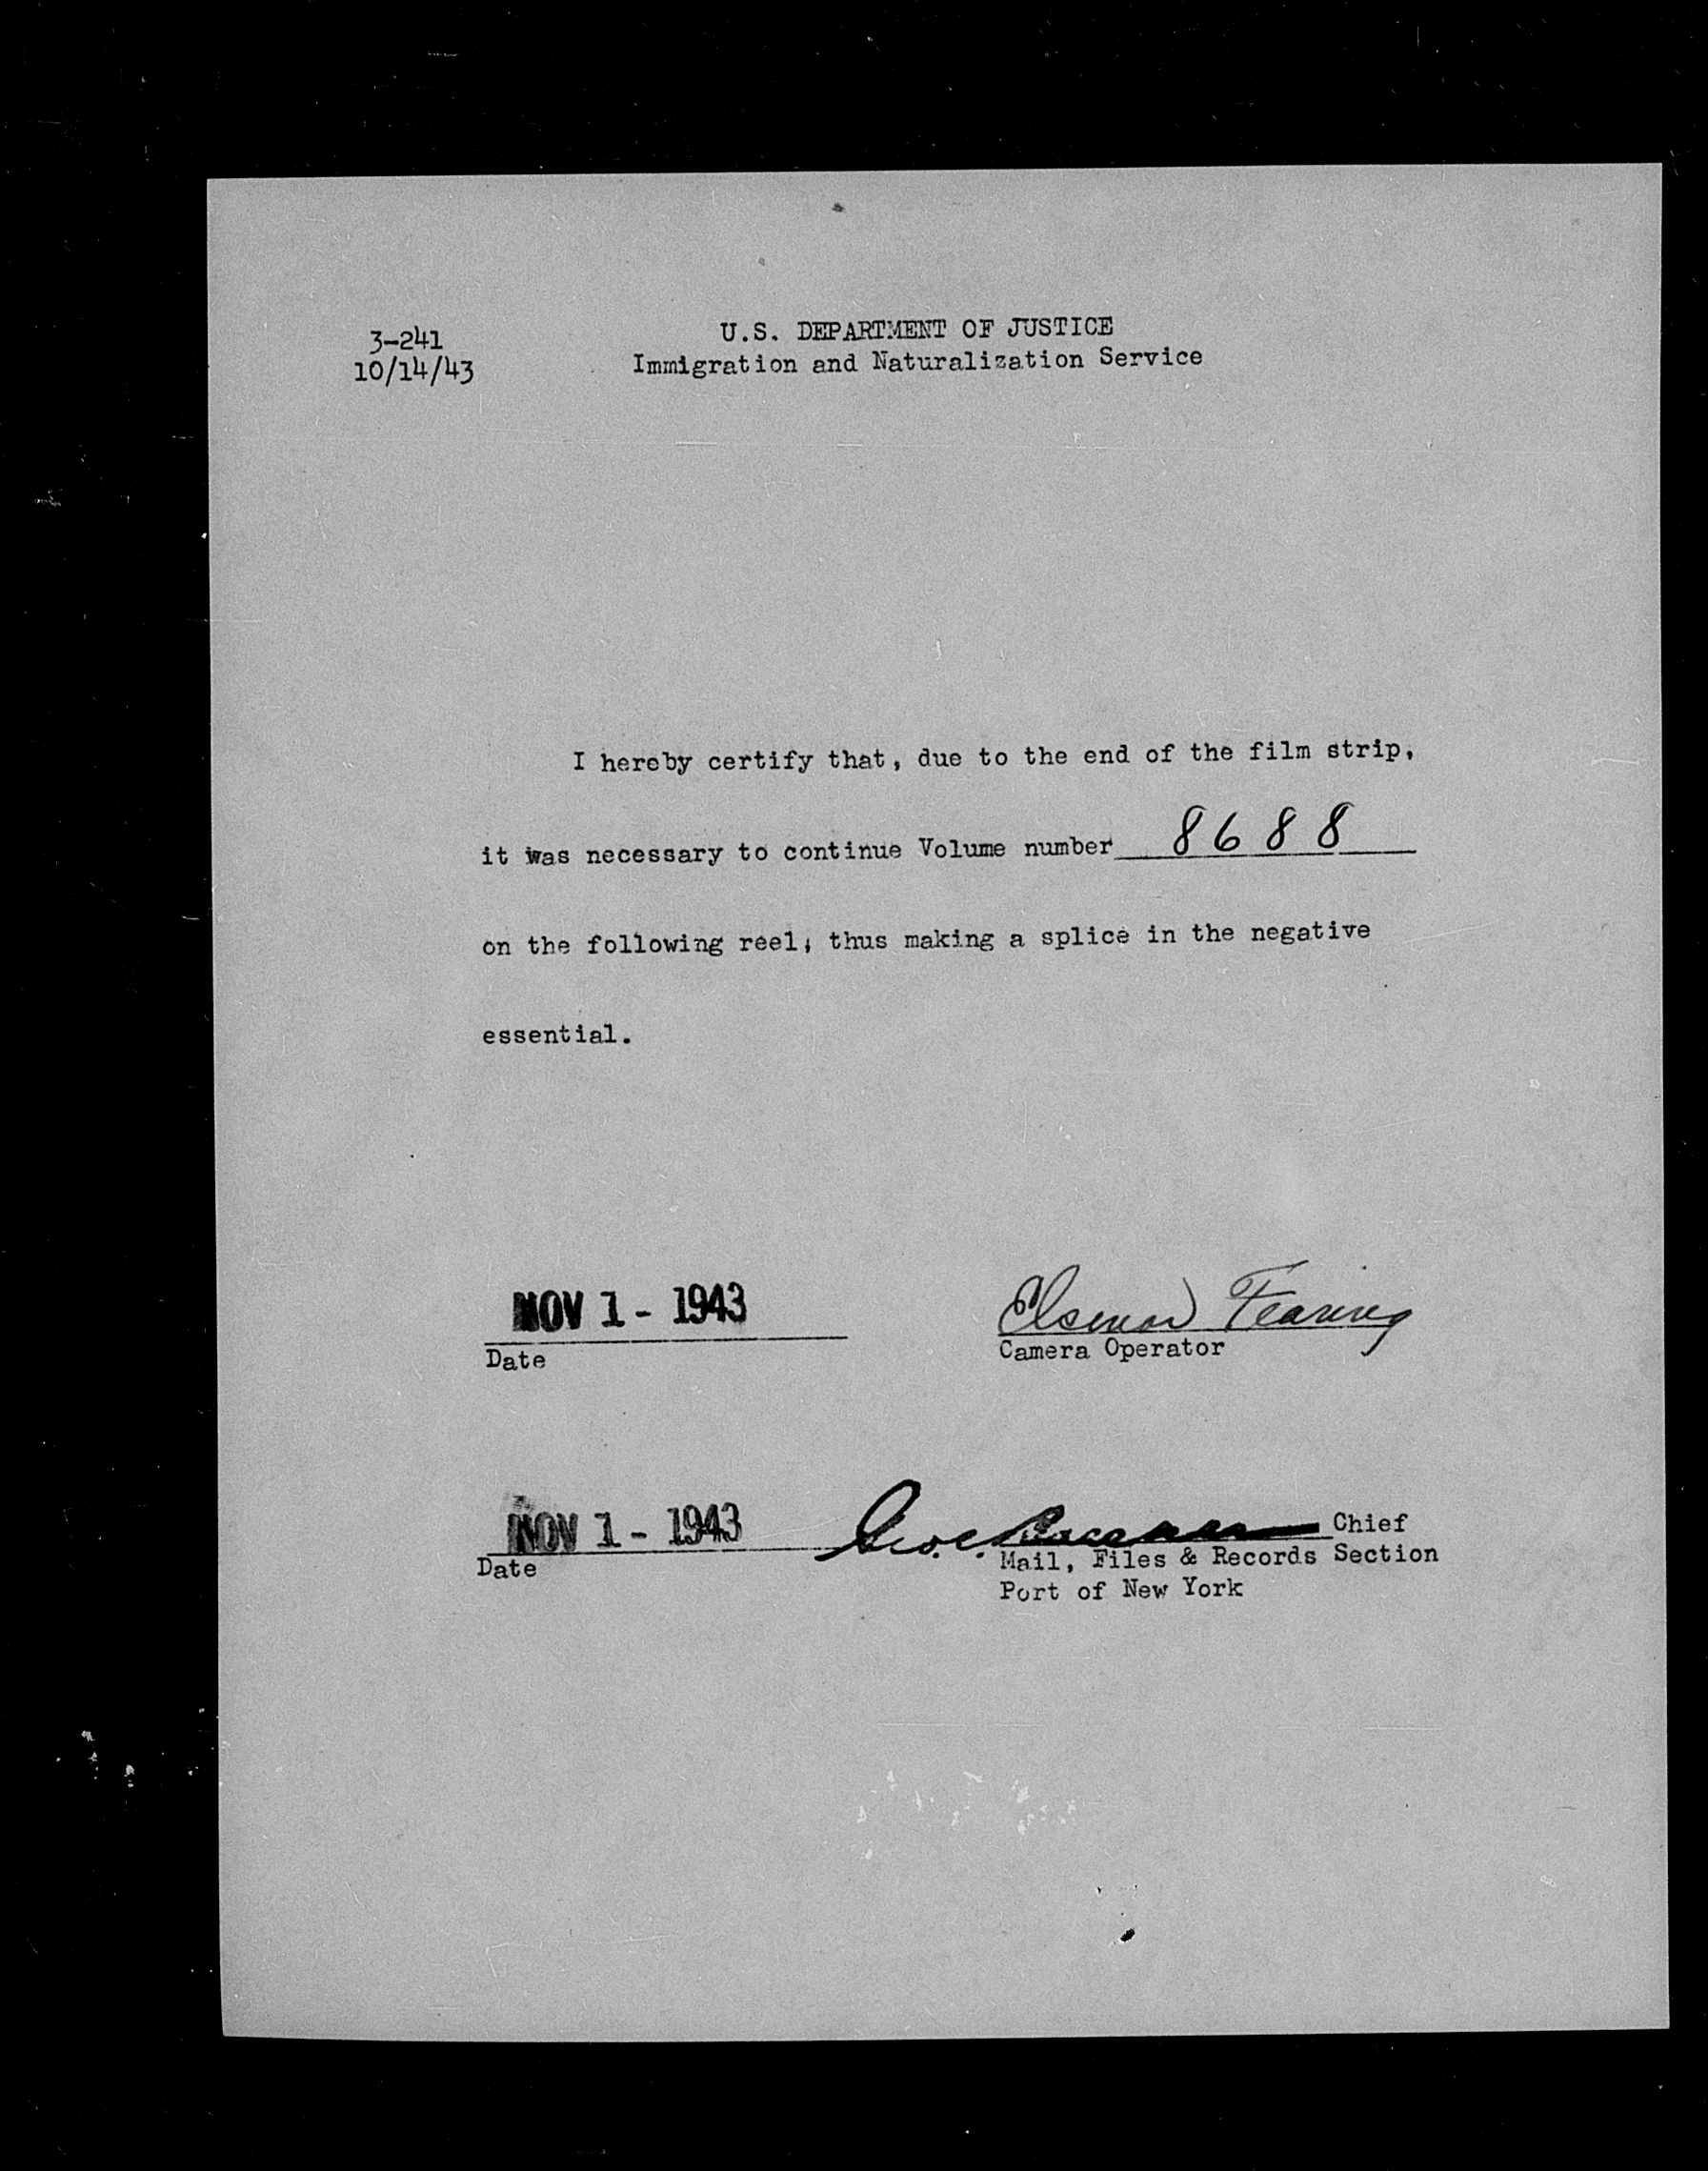 3-241
10/14/43
U.S. DEPARTMENT OF JUSTICE
Immigration and Naturalization Service
I hereby certify that, due to the end of the film strip,
it was necessary to continue Volume number 8688
on the following reel, thus making a splice in the negative
essential.
NOV 1 - 1943
Date
Fearing
Camera Operator
NOV 1 - 1943
Date
Geo. C. Chief
Mail, Files & Records Section
Port of New York